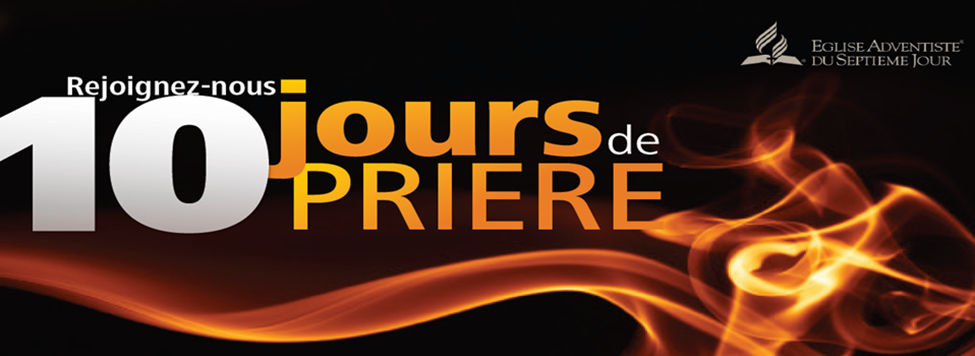 Rejoignez-nous
10 jours de
PRIERE
EGLISE ADVENTISTE®
DU SEPTIEME JOUR